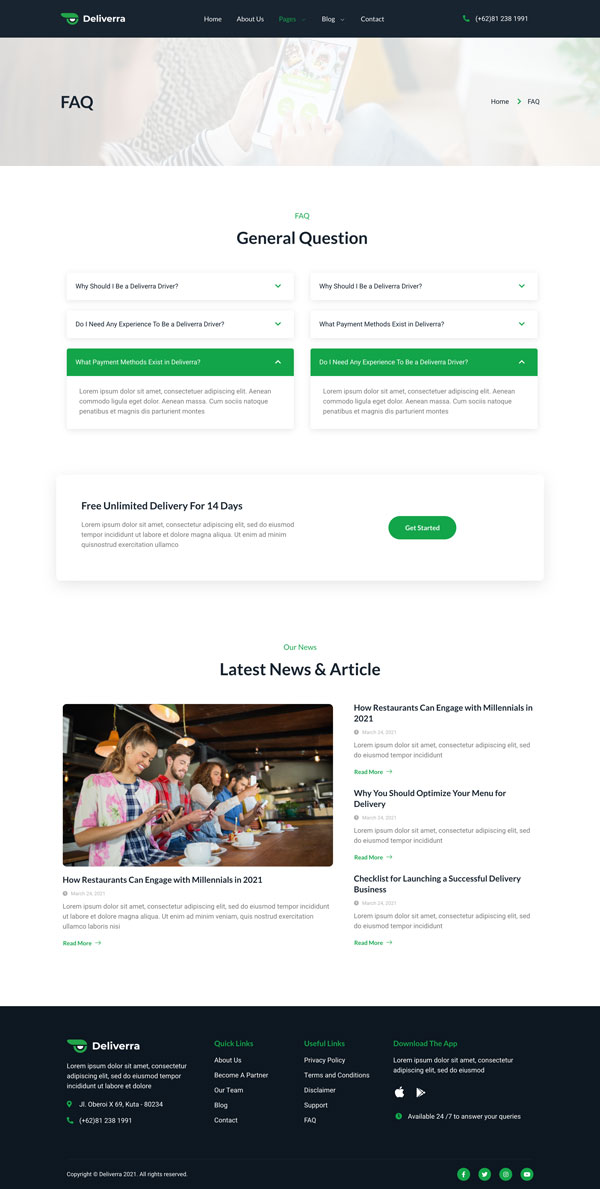 Deliverra
Home
About Us
Pages
Blog
Contact
(+62)81 238 1991
FAQ
Home
FAQ
FAQ
General Question
Why Should I Be a Deliverra Driver?
Do I Need Any Experience To Be a Deliverra Driver?
What Payment Methods Exist in Deliverra?
Lorem ipsum dolor sit amet, consectetuer adipiscing elit. Aenean
commodo ligula eget dolor. Aenean massa. Cum sociis natoque
penatibus et magnis dis parturient montes
Why Should I Be a Deliverra Driver?
What Payment Methods Exist in Deliverra?
Do I Need Any Experience To Be a Deliverra Driver?
Lorem ipsum dolor sit amet, consectetuer adipiscing elit. Aenean
commodo ligula eget dolor. Aenean massa. Cum sociis natoque
penatibus et magnis dis parturient montes
Free Unlimited Delivery For 14 Days
Lorem ipsum dolor sit amet, consectetur adipiscing elit, sed do eiusmod
tempor incididunt ut labore et dolore magna aliqua. Ut enim ad minim
quisnostrud exercitation ullamco
Get Started
Our News
Latest News & Article
How Restaurants Can Engage with Millennials in 2021
March 24, 2021
Lorem ipsum dolor sit amet, consectetur adipiscing elit, sed do eiusmod tempor incididunt
ut labore et dolore magna aliqua. Ut enim ad minim veniam, quis nostrud exercitation
ullamco laboris nisi
Read More
How Restaurants Can Engage with Millennials in
2021
March 24, 2021
Lorem ipsum dolor sit amet, consectetur adipiscing elit, sed
do eiusmod tempor incididunt
Read More
Why You Should Optimize Your Menu for
Delivery
March 24, 2021
Lorem ipsum dolor sit amet, consectetur adipiscing elit, sed
do eiusmod tempor incididunt
Read More
Checklist for Launching a Successful Delivery
Business
March 24, 2021
Lorem ipsum dolor sit amet, consectetur adipiscing elit, sed
do eiusmod tempor incididunt
Read More
Deliverra
Lorem ipsum dolor sit amet, consectetur
adipiscing elit, sed do eiusmod tempor
incididunt ut labore et dolore
Jl. Oberoi X 69, Kuta - 80234
(+62)81 238 1991
Quick Links
About Us
Become A Partner
Our Team
Blog
Contact
Useful Links
Privacy Policy
Terms and Conditions
Disclaimer
Support
FAQ
Download The App
Lorem ipsum dolor sit amet, consectetur
adipiscing elit, sed do eiusmod
Available 24 /7 to answer your queries
Copyright © Deliverra 2021. All rights reserved.